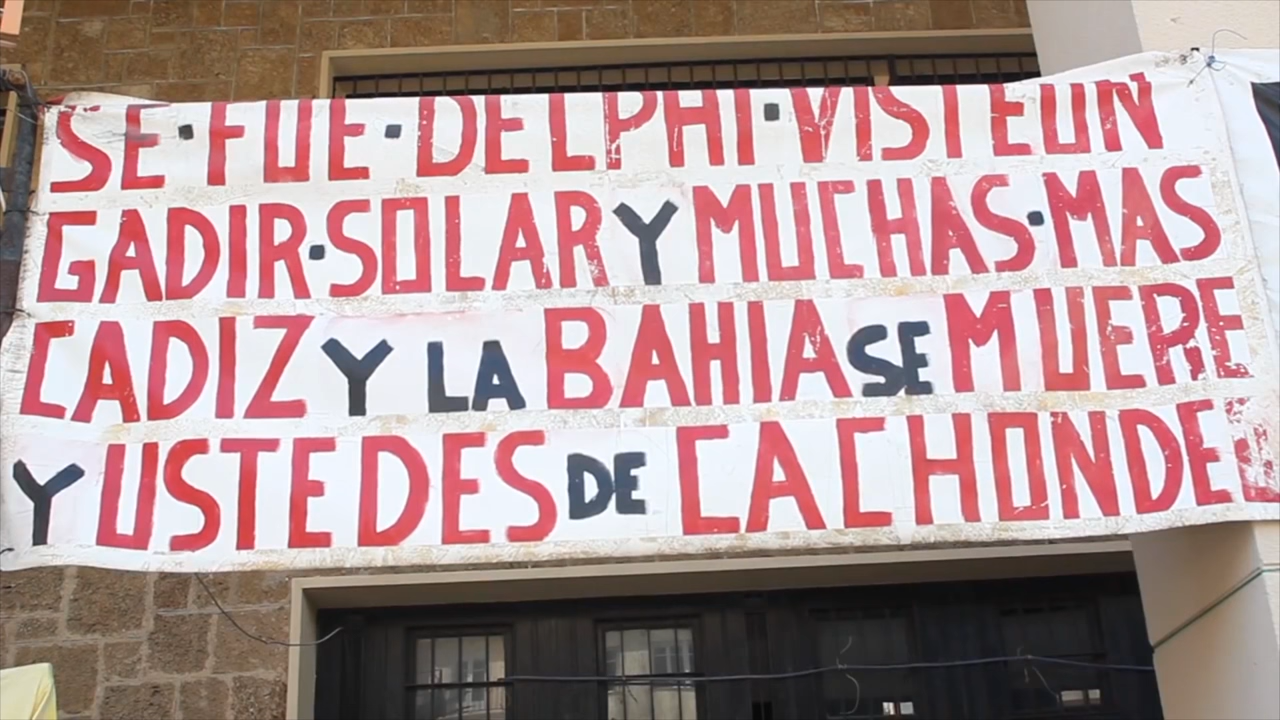 SE·FUE·DELPHI·VISTEON
GADIR·SOLAR Y MUCHAS·MAS
CADIZ Y LA BAHIA SE MUERE
Y USTEDES DE CACHONDEO